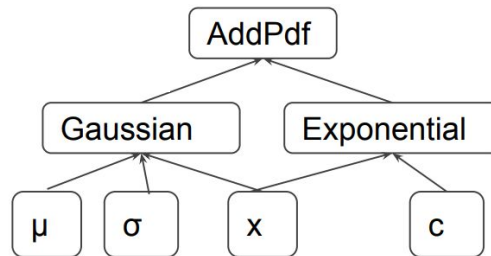 AddPdf
Gaussian Exponential
μ σ x c